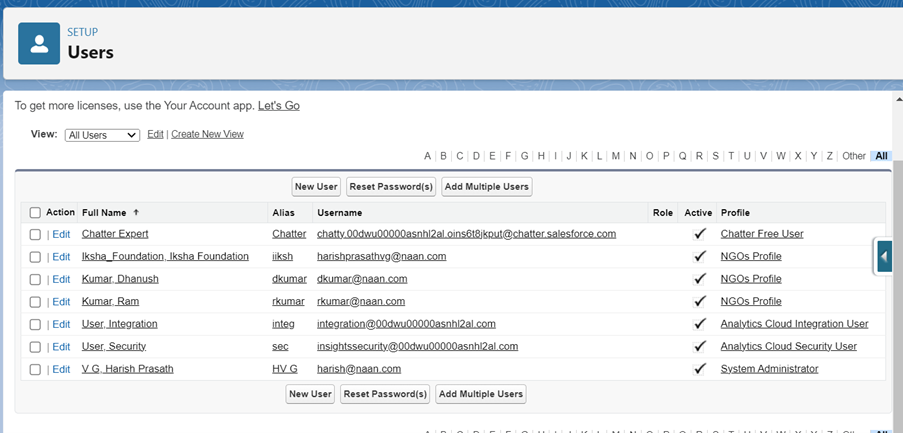 SETUP
Users
To get more licenses, use the Your Account app. Let's Go
View: All Users Edit | Create New View
A | B | C | D | E | F | G | H | I | J | K | L | M | N | O | P | Q | R | S | T | U | V | W | X | Y | Z | Other | All
New User Reset Password(s) Add Multiple Users
Action Full Name ↑ Alias Username Role Active Profile
| Edit Chatter Expert Chatter chatty.00dwu00000asnhl2al.oins6t8jkput@chatter.salesforce.com ✓ Chatter Free User
| Edit Iksha_Foundation, Iksha Foundation iiksh harishprasathvg@naan.com ✓ NGOs Profile
| Edit Kumar, Dhanush dkumar dkumar@naan.com ✓ NGOs Profile
| Edit Kumar, Ram rkumar rkumar@naan.com ✓ NGOs Profile
| Edit User, Integration integ integration@00dwu00000asnhl2al.com ✓ Analytics Cloud Integration User
| Edit User, Security sec insightssecurity@00dwu00000asnhl2al.com ✓ Analytics Cloud Security User
| Edit V G, Harish Prasath HV G harish@naan.com ✓ System Administrator
New User Reset Password(s) Add Multiple Users